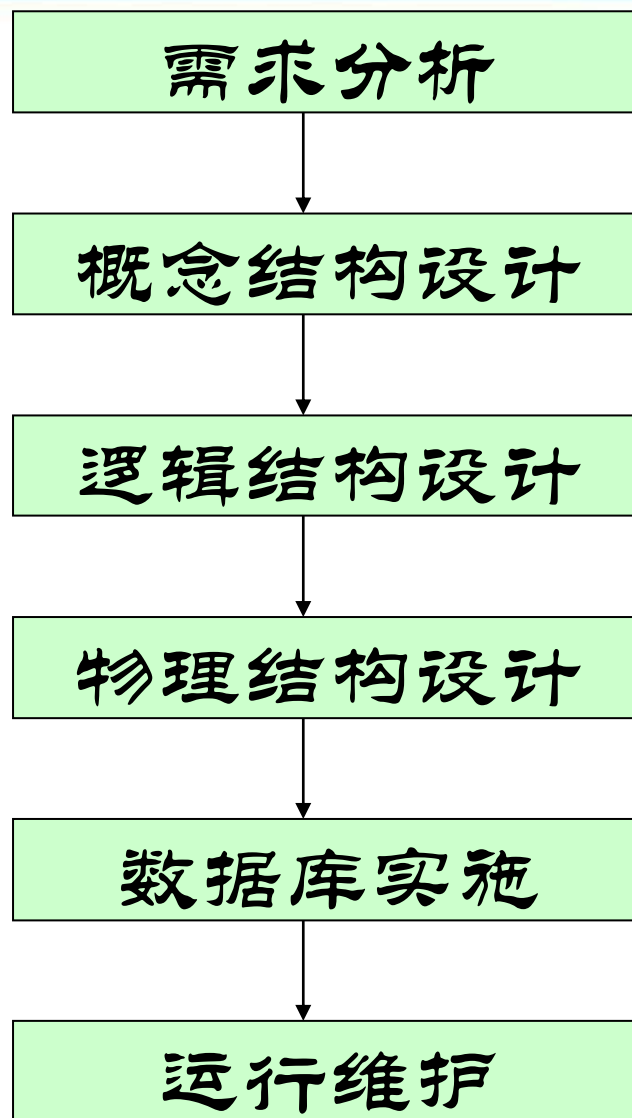 需求分析
概念结构设计
逻辑结构设计
物理结构设计
数据库实施
运行维护